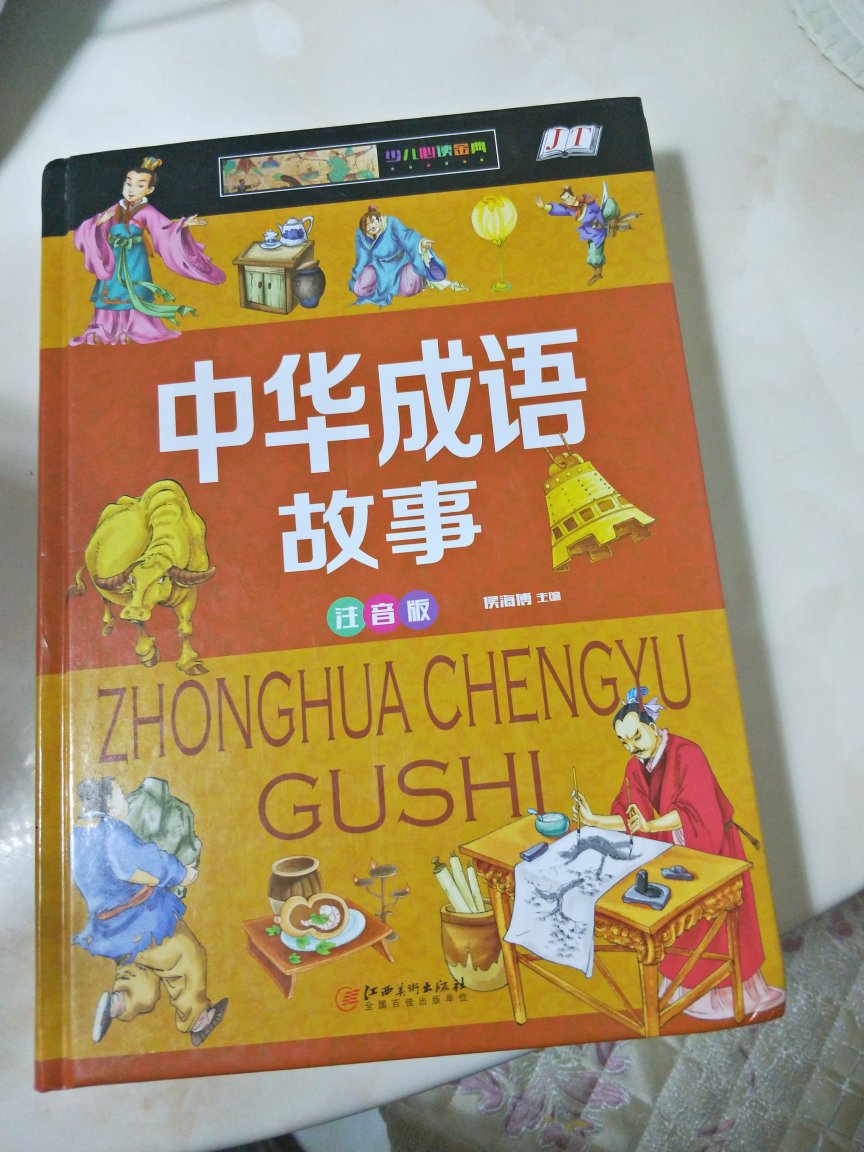 少儿必读金典
JT
中华成语
故事
注音版
侯海博 主编
ZHONGHUA CHENGYU
GUSHI
江西美术出版社
全国百佳出版单位